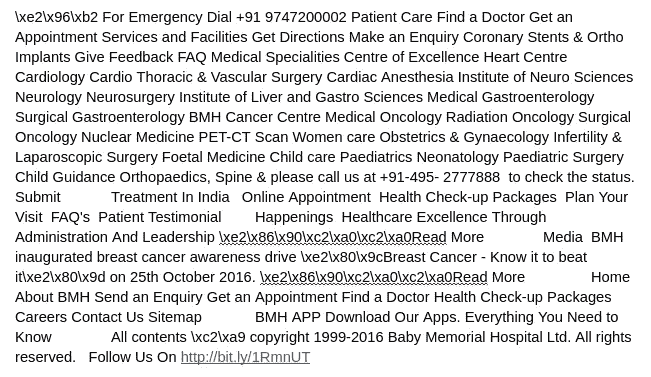 \xe2\x96\xb2 For Emergency Dial +91 9747200002 Patient Care Find a Doctor Get an
Appointment Services and Facilities Get Directions Make an Enquiry Coronary Stents & Ortho
Implants Give Feedback FAQ Medical Specialities Centre of Excellence Heart Centre
Cardiology Cardio Thoracic & Vascular Surgery Cardiac Anesthesia Institute of Neuro Sciences
Neurology Neurosurgery Institute of Liver and Gastro Sciences Medical Gastroenterology
Surgical Gastroenterology BMH Cancer Centre Medical Oncology Radiation Oncology Surgical
Oncology Nuclear Medicine PET-CT Scan Women care Obstetrics & Gynaecology Infertility &
Laparoscopic Surgery Foetal Medicine Child care Paediatrics Neonatology Paediatric Surgery
Child Guidance Orthopaedics, Spine & please call us at +91-495- 2777888 to check the status.
Submit Treatment In India Online Appointment Health Check-up Packages Plan Your
Visit FAQ's Patient Testimonial Happenings Healthcare Excellence Through
Administration And Leadership \xe2\x86\x90\xc2\xa0\xc2\xa0Read More Media BMH
inaugurated breast cancer awareness drive \xe2\x80\x9cBreast Cancer - Know it to beat
it\xe2\x80\x9d on 25th October 2016. \xe2\x86\x90\xc2\xa0\xc2\xa0Read More Home
About BMH Send an Enquiry Get an Appointment Find a Doctor Health Check-up Packages
Careers Contact Us Sitemap BMH APP Download Our Apps. Everything You Need to
Know All contents \xc2\xa9 copyright 1999-2016 Baby Memorial Hospital Ltd. All rights
reserved. Follow Us On http://bit.ly/1RmnUT